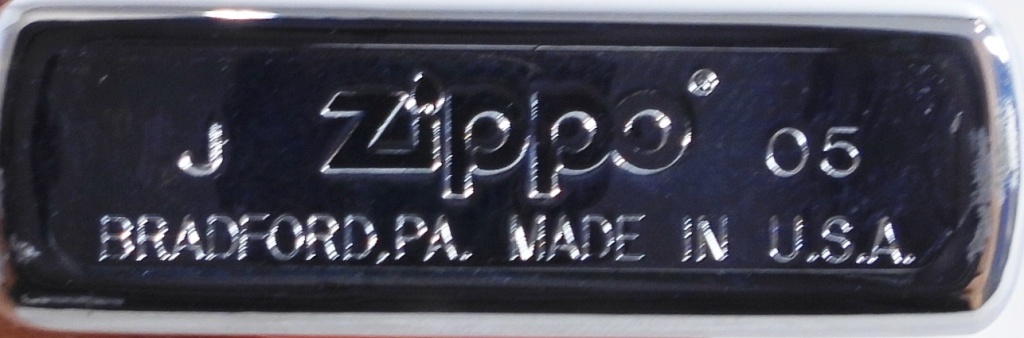 J Zippo® 05
BRADFORD,PA. MADE IN U.S.A.